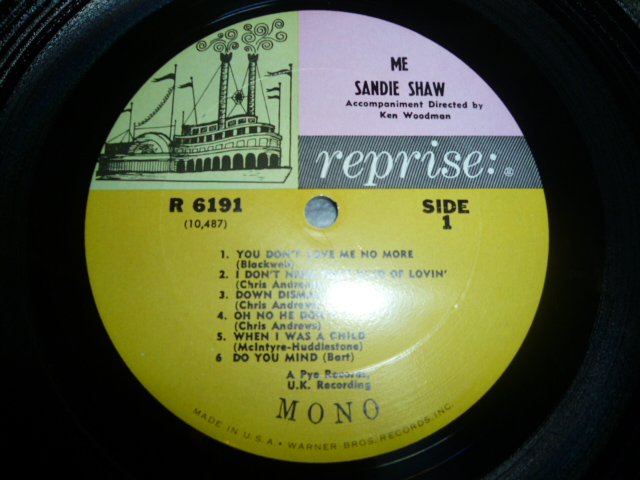 ME
SANDIE SHAW
Accompaniment Directed by
Ken Woodman
reprise:®
R 6191
(10,487)
SIDE
1
1. YOU DON'T LOVE ME NO MORE
(Blackwell)
2. I DON'T NEED THAT KIND OF LOVIN'
(Chris Andrews)
3. DOWN DISMAL
(Chris Andrews)
4. OH NO HE DON'T
(Chris Andrews)
5. WHEN I WAS A CHILD
(McIntyre-Huddlestone)
6 DO YOU MIND (Bart)
A Pye Records,
U.K. Recording
MONO
MADE IN U.S.A. • WARNER BROS. RECORDS, INC.